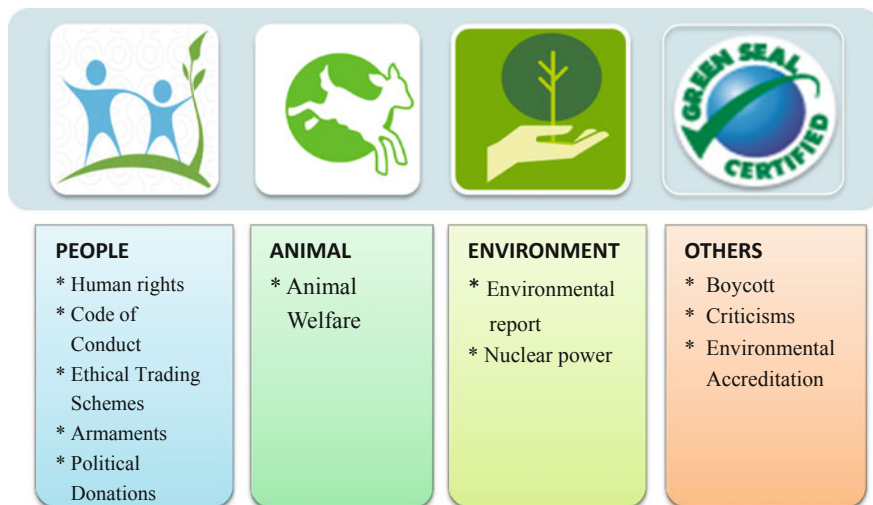 GREEN SEAL
CERTIFIED
PEOPLE
* Human rights
* Code of
Conduct
* Ethical Trading
Schemes
* Armaments
* Political
Donations
ANIMAL
* Animal
Welfare
ENVIRONMENT
* Environmental
report
* Nuclear power
OTHERS
* Boycott
* Criticisms
* Environmental
Accreditation